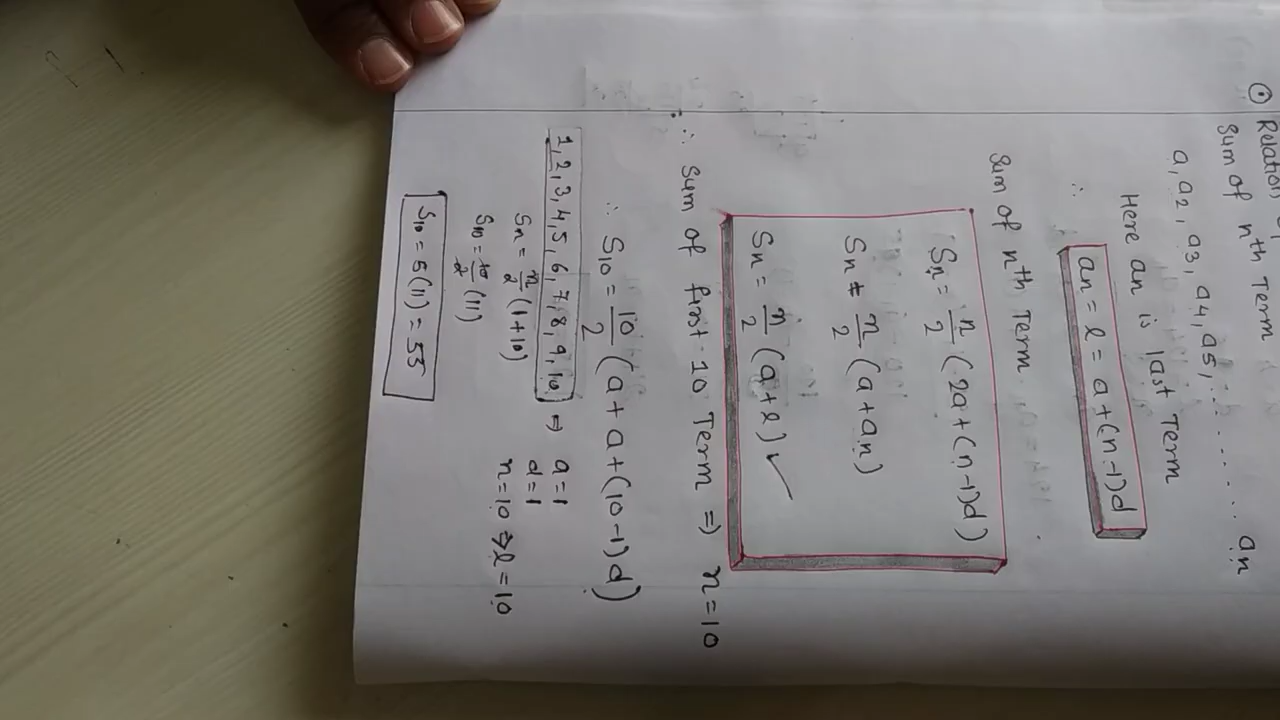 ⊙ Relation
Sum of nth Term
a, a2, a3, a4, a5, ........ an
Here an is last Term
∴ an = l = a+(n-1)d
Sum of nth Term
Sn = n/2 (2a+(n-1)d)
Sn = n/2 (a+an)
Sn = n/2 (a+l) ✓
∴ Sum of first 10 Term ⇒ n=10
∴ S10 = 10/2 (a+a+(10-1)d)
1, 2, 3, 4, 5, 6, 7, 8, 9, 10 ⇒ a=1
Sn = n/2 (1+10) d=1
S10 = 10/2 (11) n=10 ⇒ l=10
S10 = 5(11) = 55